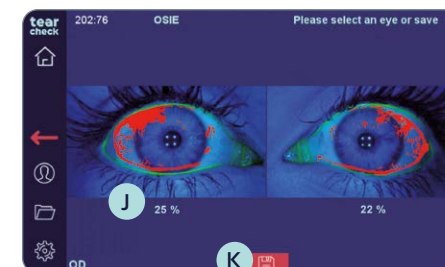 tear
check
202:76
OSIE
Please select an eye or save
J
25 %
22 %
K
OD